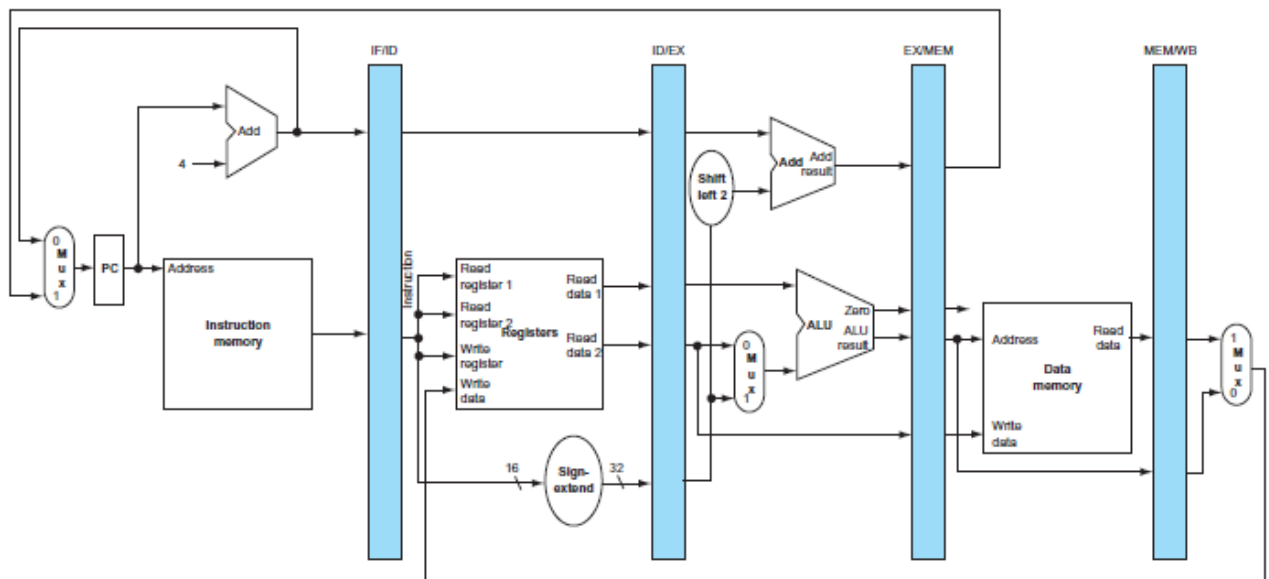 IF/ID
ID/EX
EX/MEM
MEM/WB
Add
4
Shift
left 2
Add
Add
result
0
M
u
x
1
PC
Address
Instruction
memory
Instruction
Read
register 1
Read
register 2
Write
register
Write
data
Registers
Read
data 1
Read
data 2
0
M
u
x
1
Zero
ALU
ALU
result
Address
Read
data
Data
memory
Write
data
1
M
u
x
0
16
Sign-
extend
32